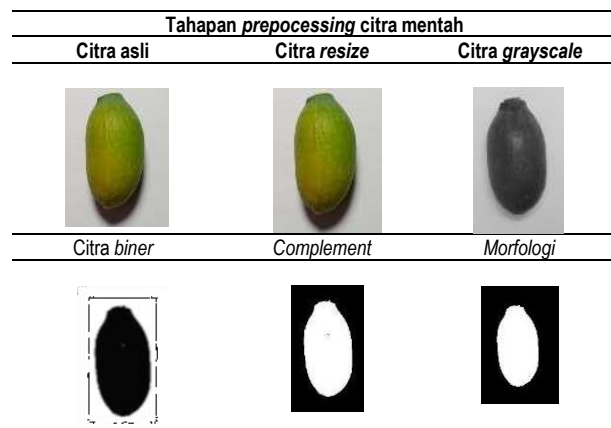 Tahapan prepocessing citra mentah
Citra asli Citra resize Citra grayscale
Citra biner Complement Morfologi